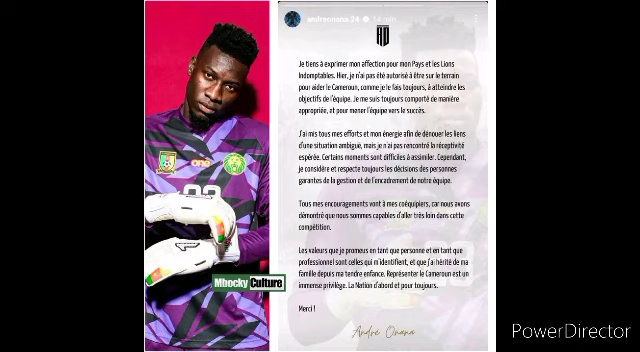 andreonana.24 14 min
AO
Je tiens à exprimer mon affection pour mon Pays et les Lions
Indomptables. Hier, je n'ai pas été autorisé à être sur le terrain
pour aider le Cameroun, comme je le fais toujours, à atteindre les
objectifs de l'équipe. Je me suis toujours comporté de manière
appropriée, et pour mener l'équipe vers le succès.
J'ai mis tous mes efforts et mon énergie afin de dénouer les liens
d'une situation ambiguë, mais je n'ai pas rencontré la réceptivité
espérée. Certains moments sont difficiles à assimiler. Cependant,
je considère et respecte toujours les décisions des personnes
garantes de la gestion et de l'encadrement de notre équipe.
Tous mes encouragements vont à mes coéquipiers, car nous avons
démontré que nous sommes capables d'aller très loin dans cette
compétition.
Les valeurs que je promeus en tant que personne et en tant que
professionnel sont celles qui m'identifient, et que j'ai hérité de ma
famille depuis ma tendre enfance. Représenter le Cameroun est un
immense privilège. La Nation d'abord et pour toujours.
Merci !
André Onana
one
Mbocky Culture
PowerDirector